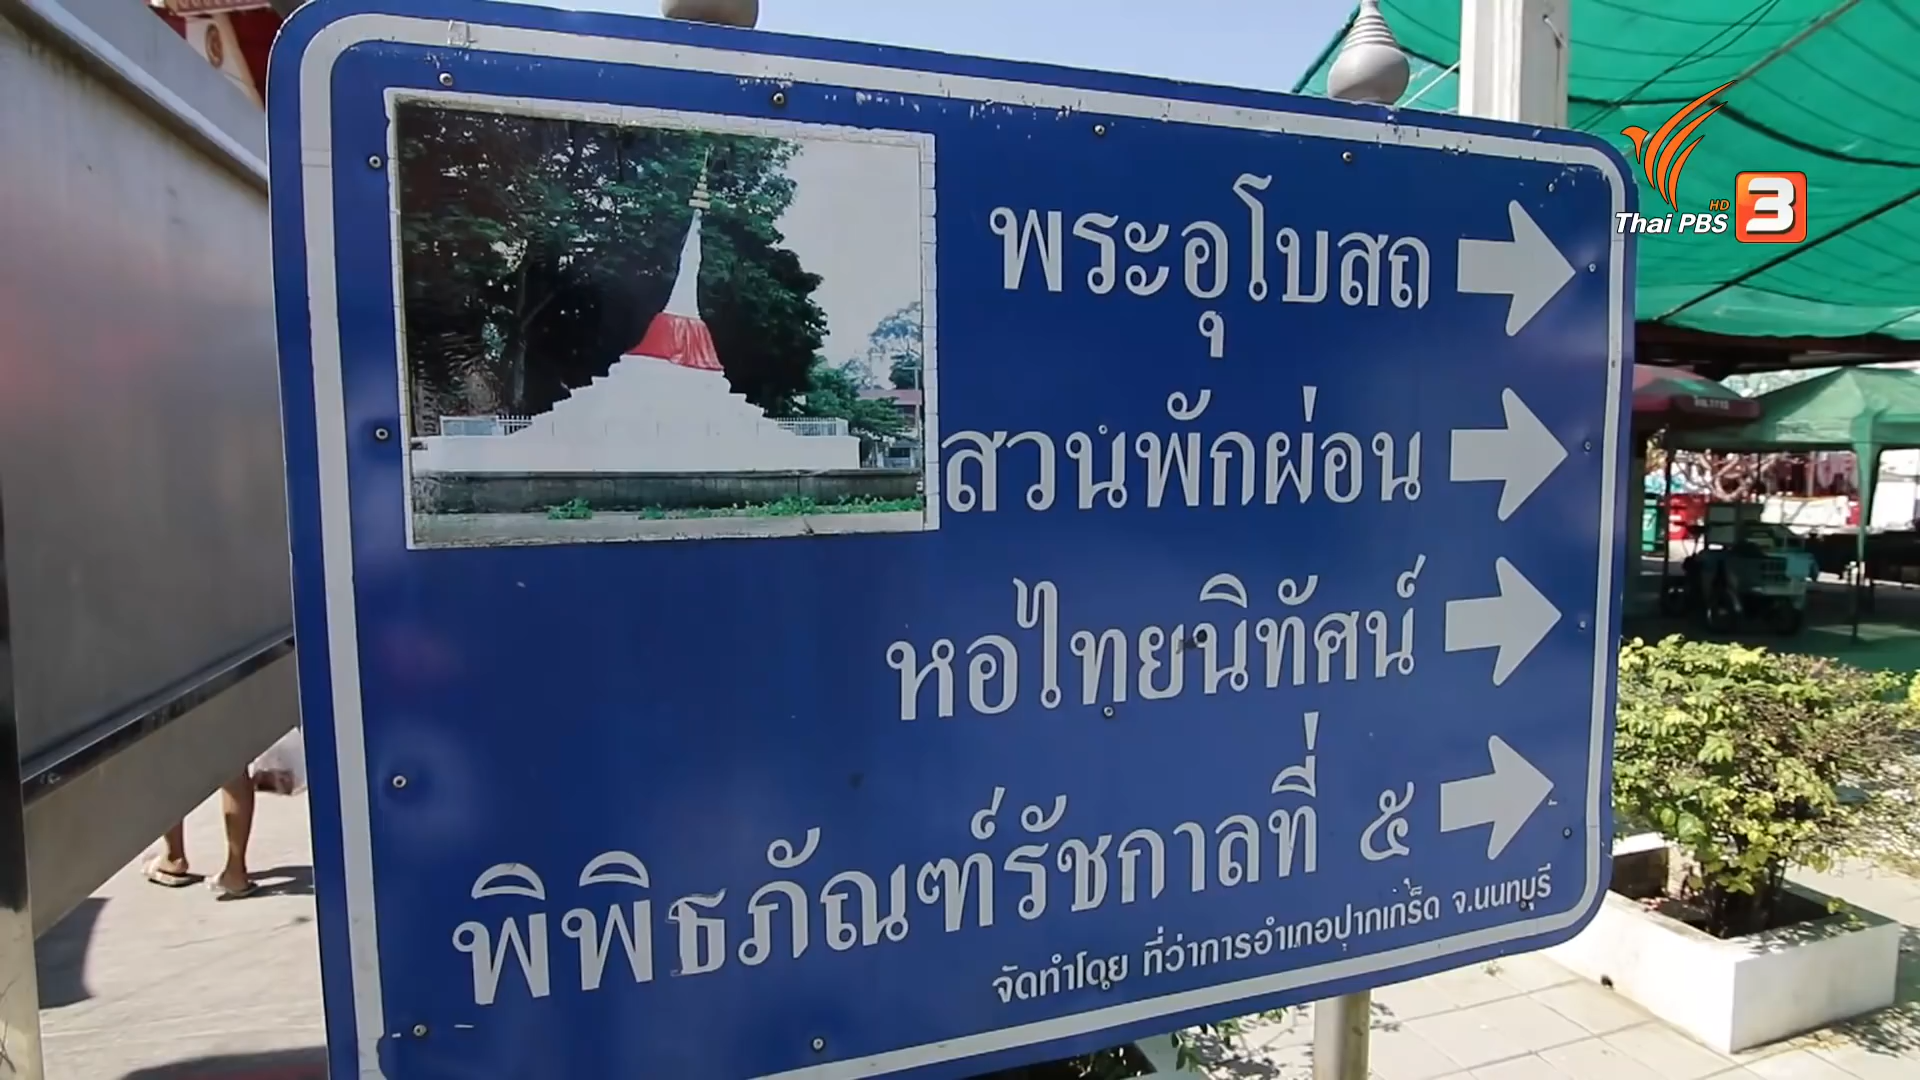 พระอุโบสถ
สวนพักผ่อน
หอไทยนิทัศน์
พิพิธภัณฑ์รัชกาลที่ ๕
จัดทำโดย ที่ว่าการอำเภอปากเกร็ด จ.นนทบุรี
Thai PBS HD 3